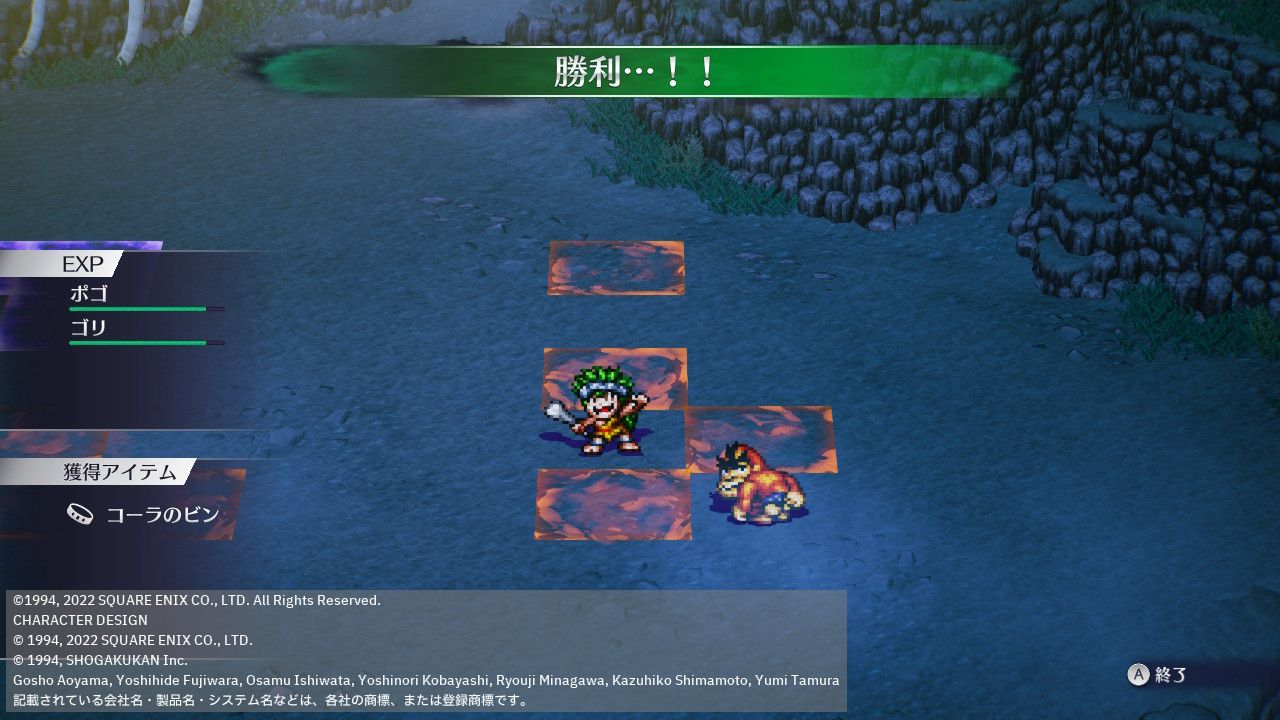 勝利…！！
EXP
ポゴ
ゴリ
獲得アイテム
コーラのビン
©1994, 2022 SQUARE ENIX CO., LTD. All Rights Reserved.
CHARACTER DESIGN
© 1994, 2022 SQUARE ENIX CO., LTD.
© 1994, SHOGAKUKAN Inc.
Gosho Aoyama, Yoshihide Fujiwara, Osamu Ishiwata, Yoshinori Kobayashi, Ryouji Minagawa, Kazuhiko Shimamoto, Yumi Tamura
記載されている会社名・製品名・システム名などは、各社の商標、または登録商標です。
A 終了